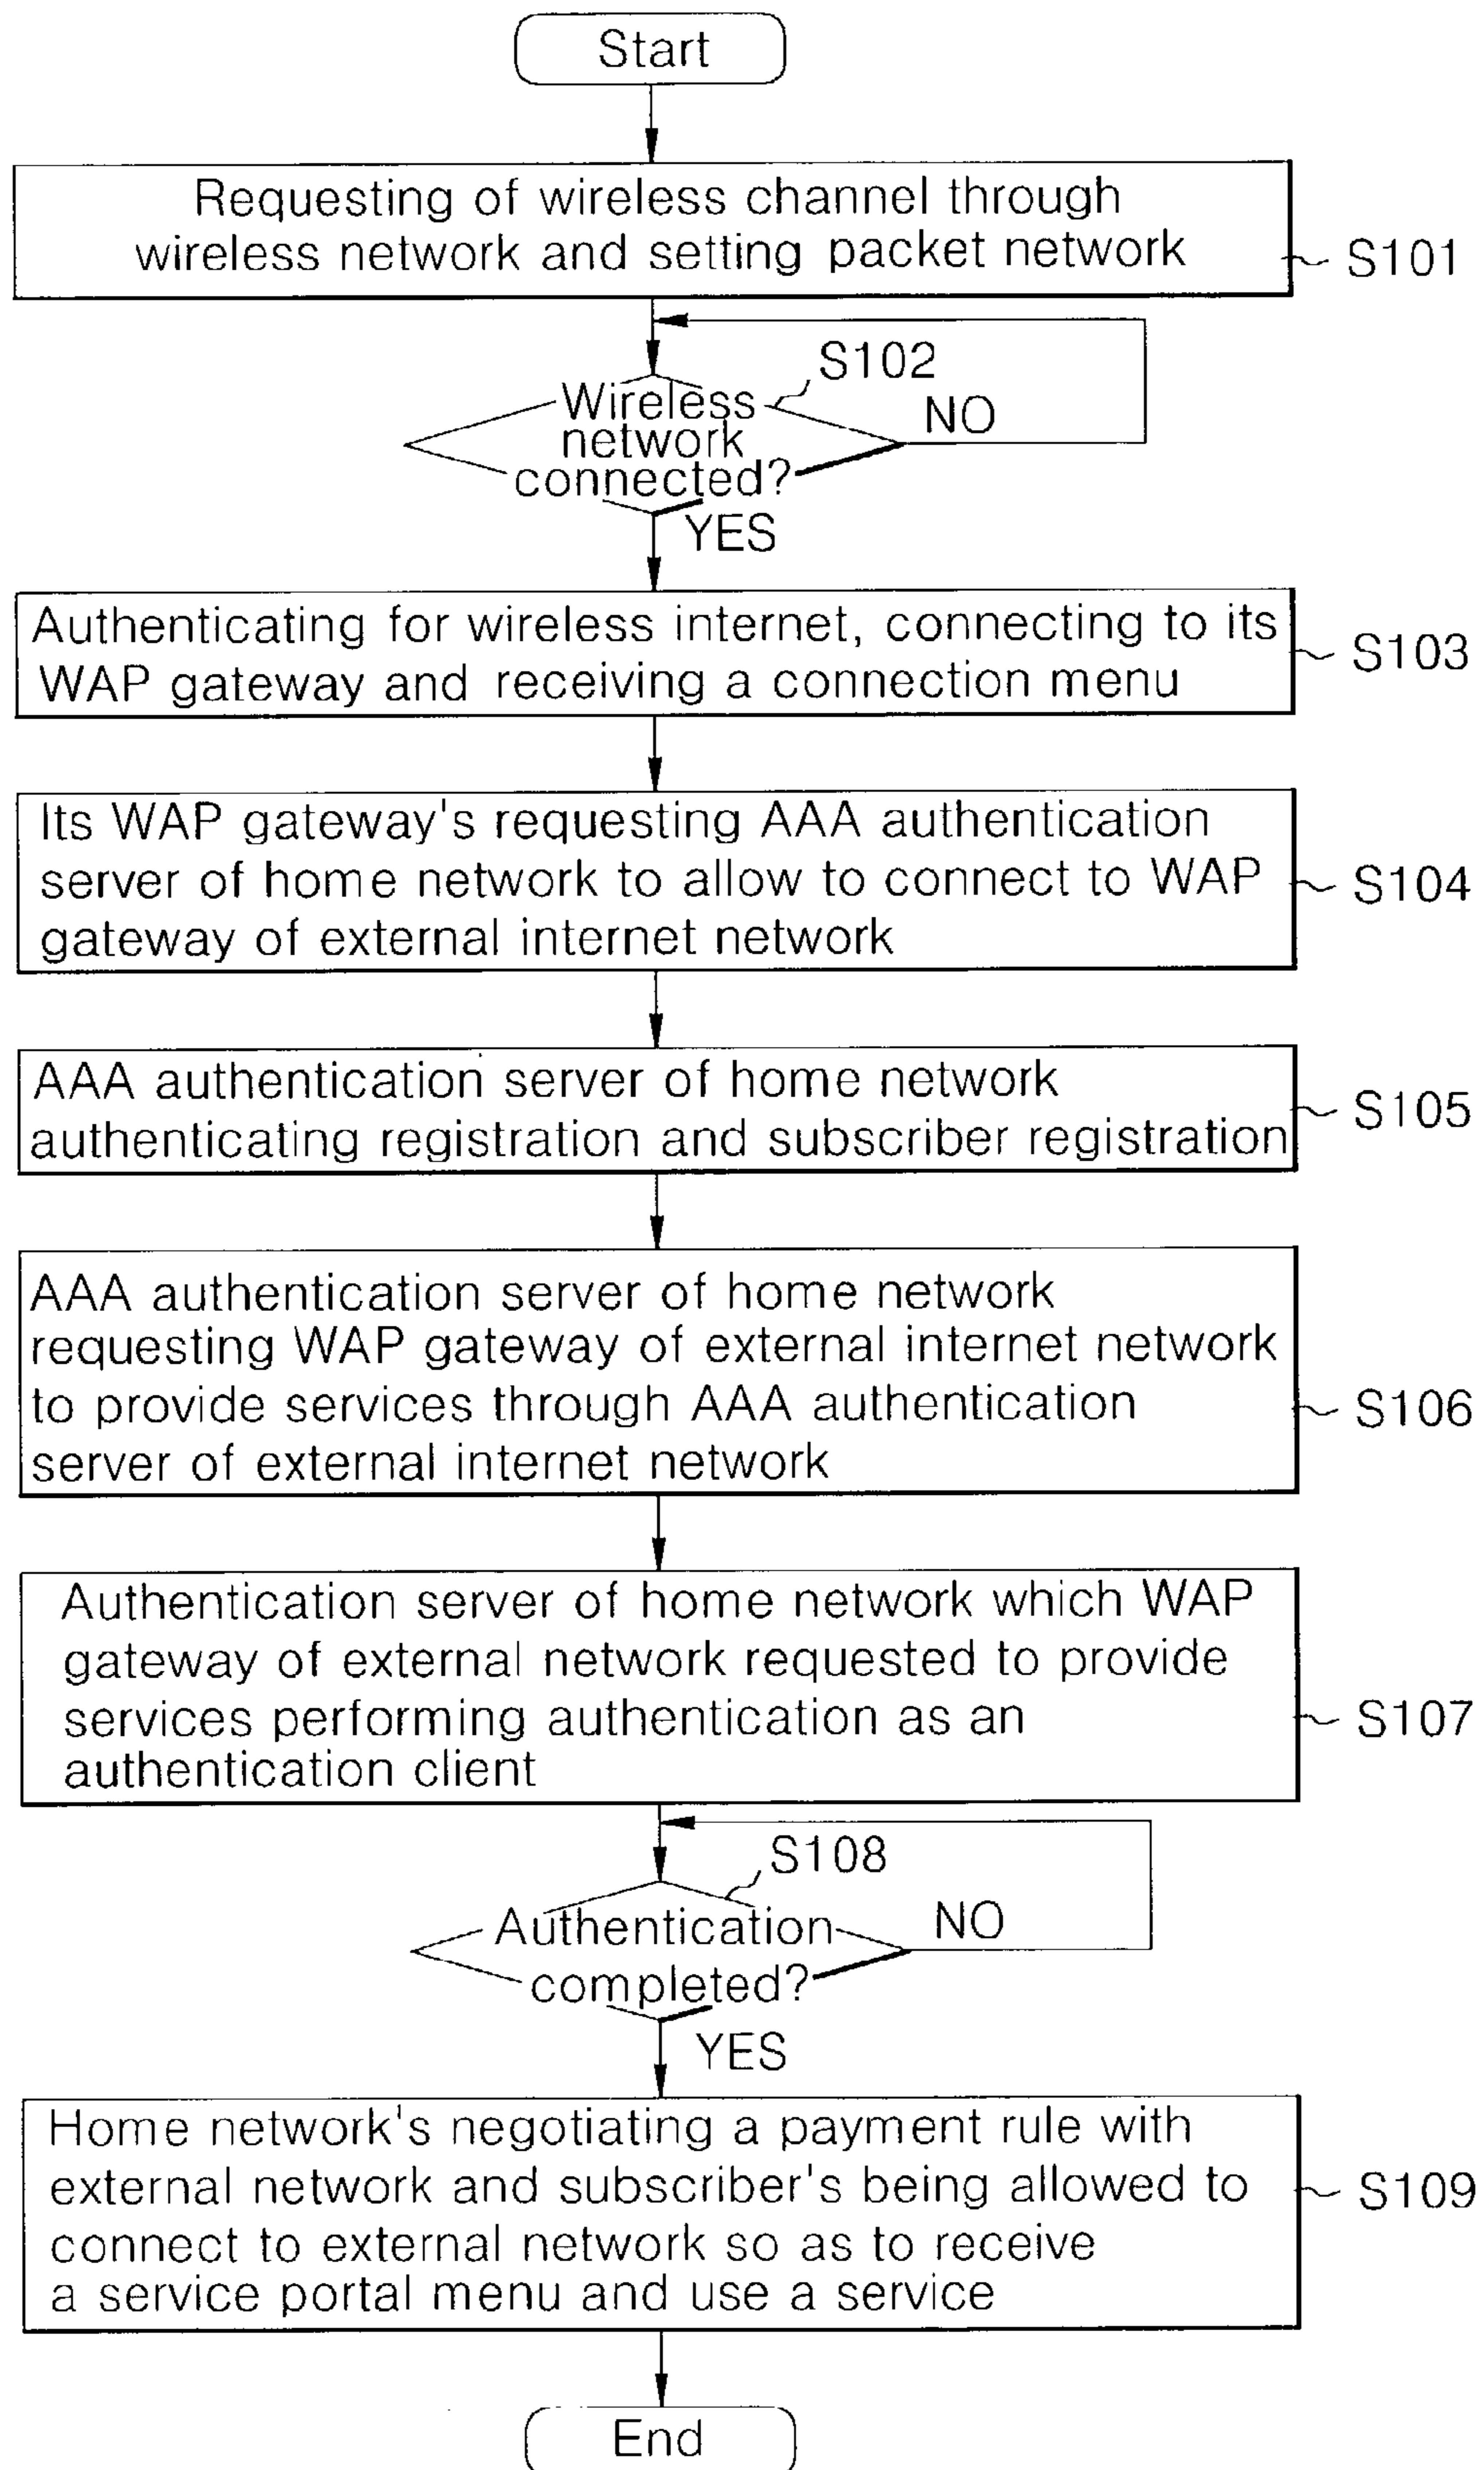 Start
Requesting of wireless channel through
wireless network and setting packet network
S101
S102
Wireless
network
connected?
NO
YES
Authenticating for wireless internet, connecting to its
WAP gateway and receiving a connection menu
S103
Its WAP gateway's requesting AAA authentication
server of home network to allow to connect to WAP
gateway of external internet network
S104
AAA authentication server of home network
authenticating registration and subscriber registration
S105
AAA authentication server of home network
requesting WAP gateway of external internet network
to provide services through AAA authentication
server of external internet network
S106
Authentication server of home network which WAP
gateway of external network requested to provide
services performing authentication as an
authentication client
S107
S108
Authentication
completed?
NO
YES
Home network's negotiating a payment rule with
external network and subscriber's being allowed to
connect to external network so as to receive
a service portal menu and use a service
S109
End